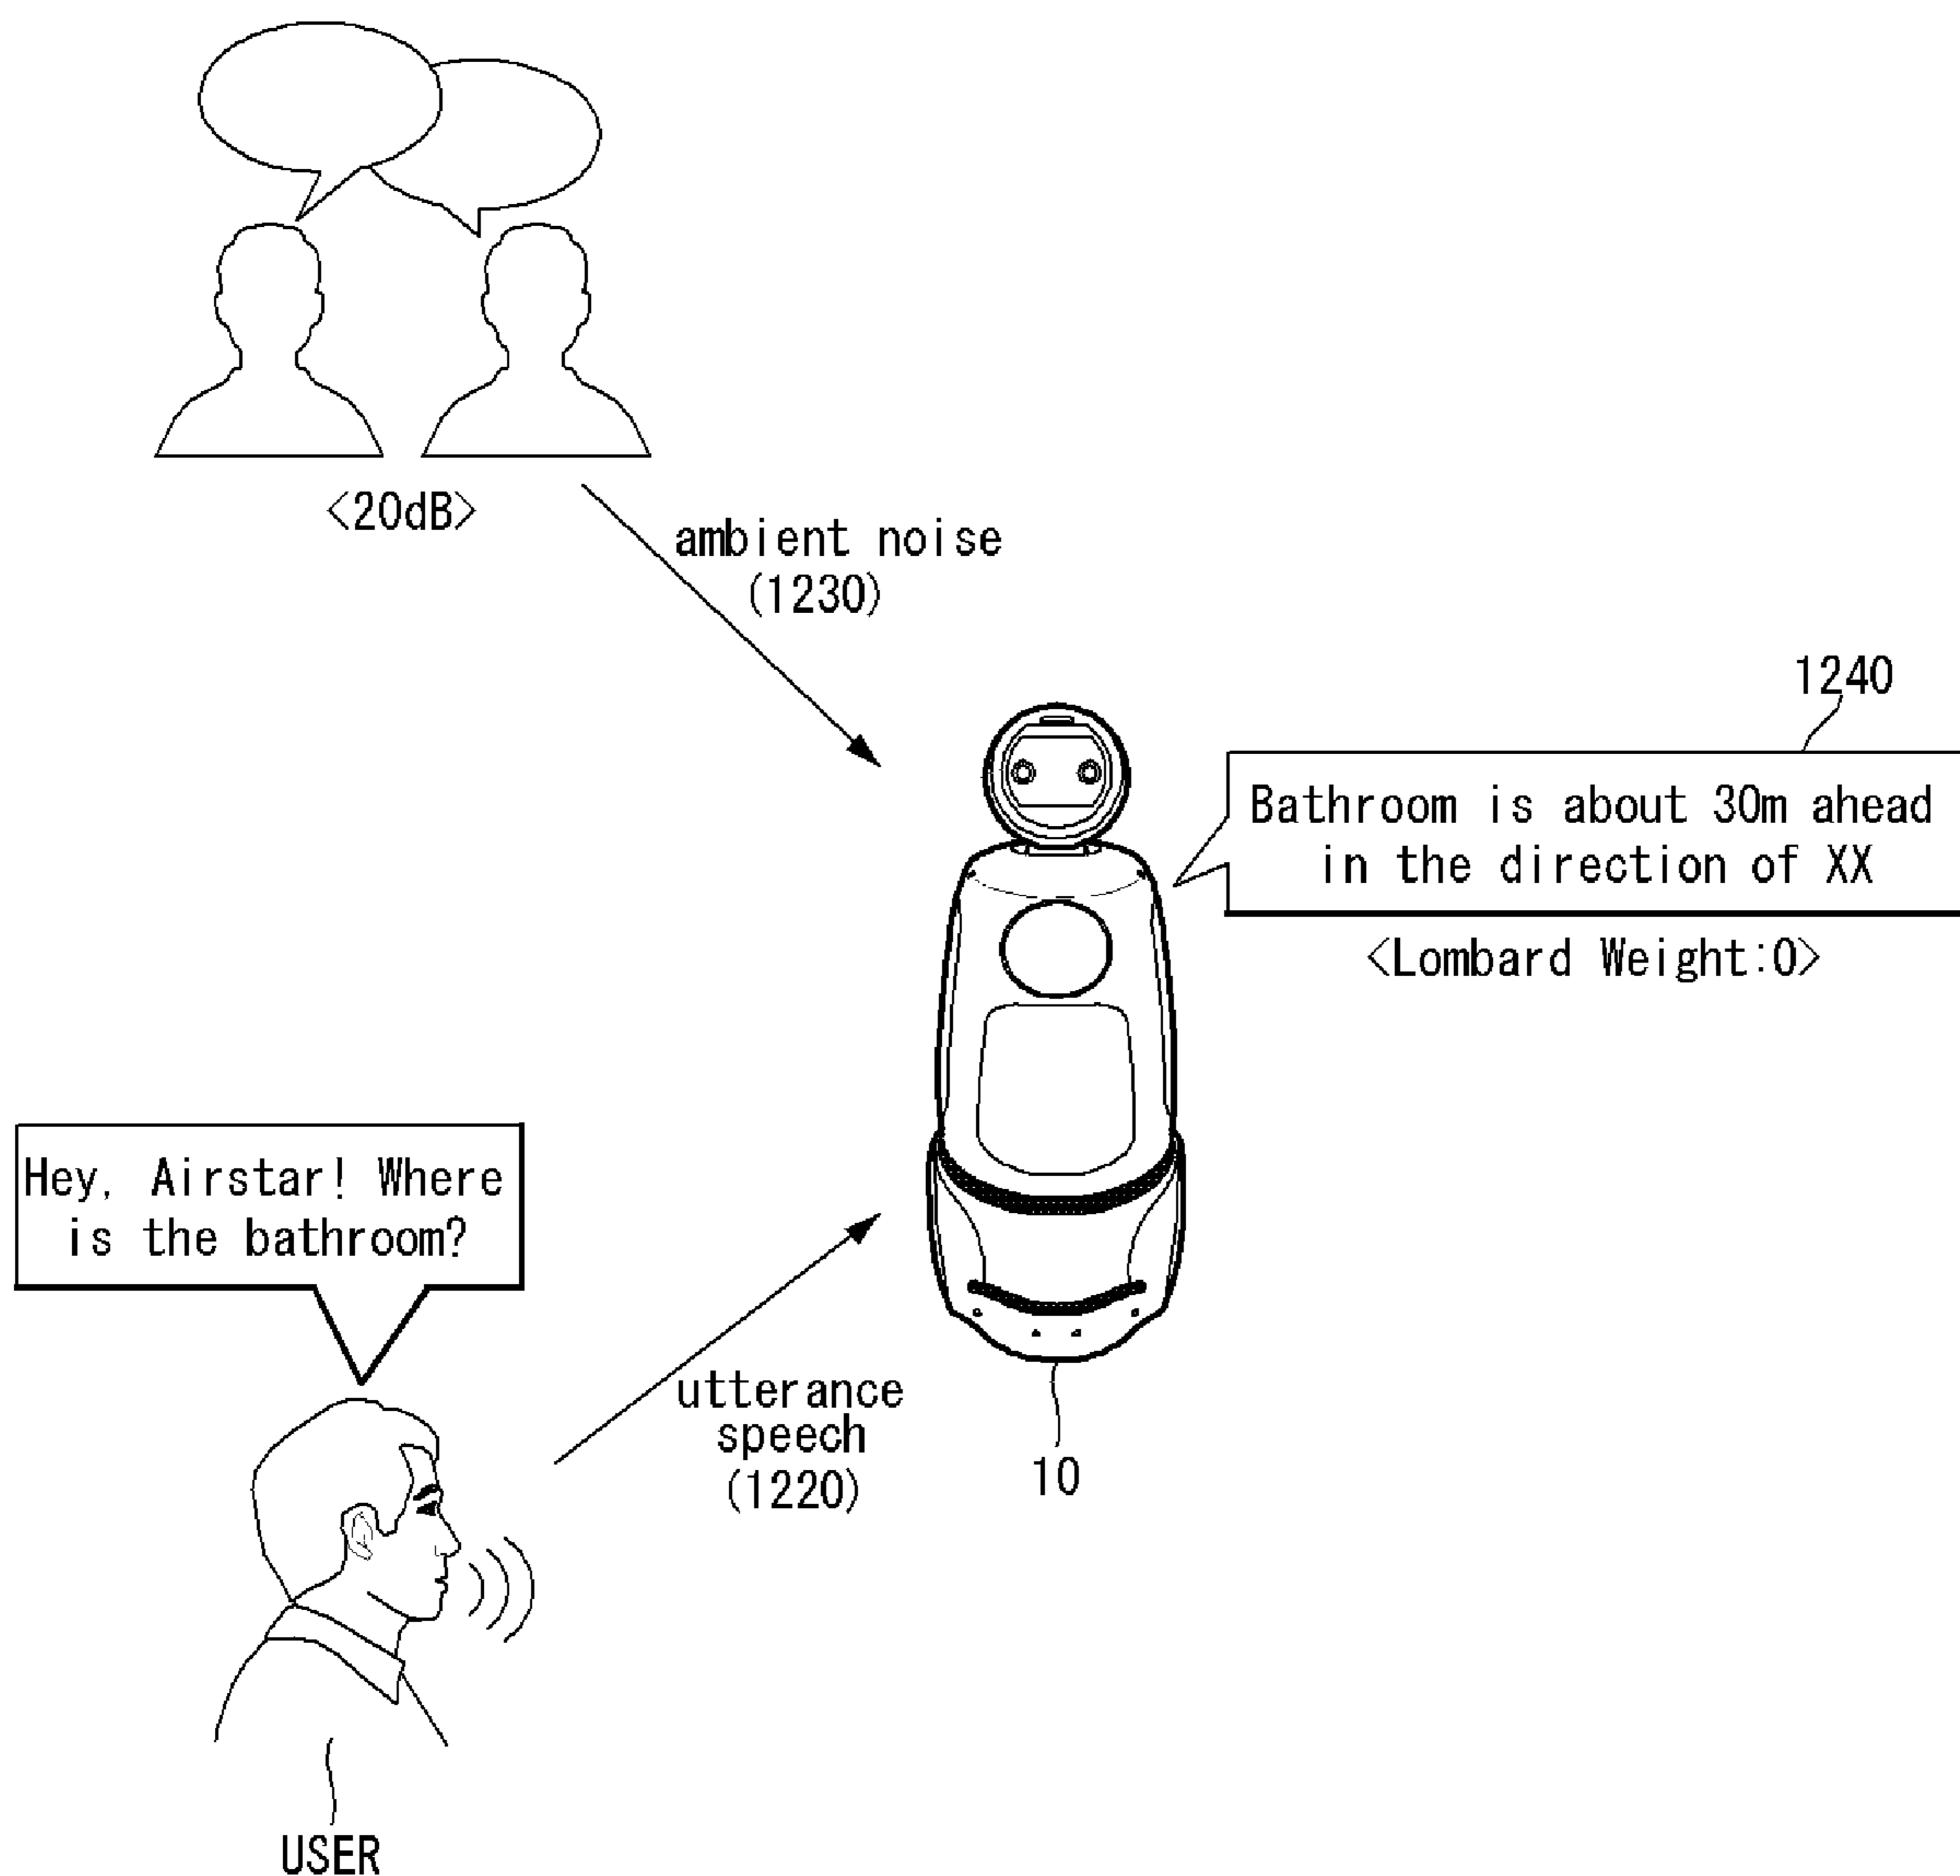 <20dB>
ambient noise
(1230)
1240
Bathroom is about 30m ahead
in the direction of XX
<Lombard Weight:0>
Hey, Airstar! Where
is the bathroom?
utterance
speech
(1220)
10
USER